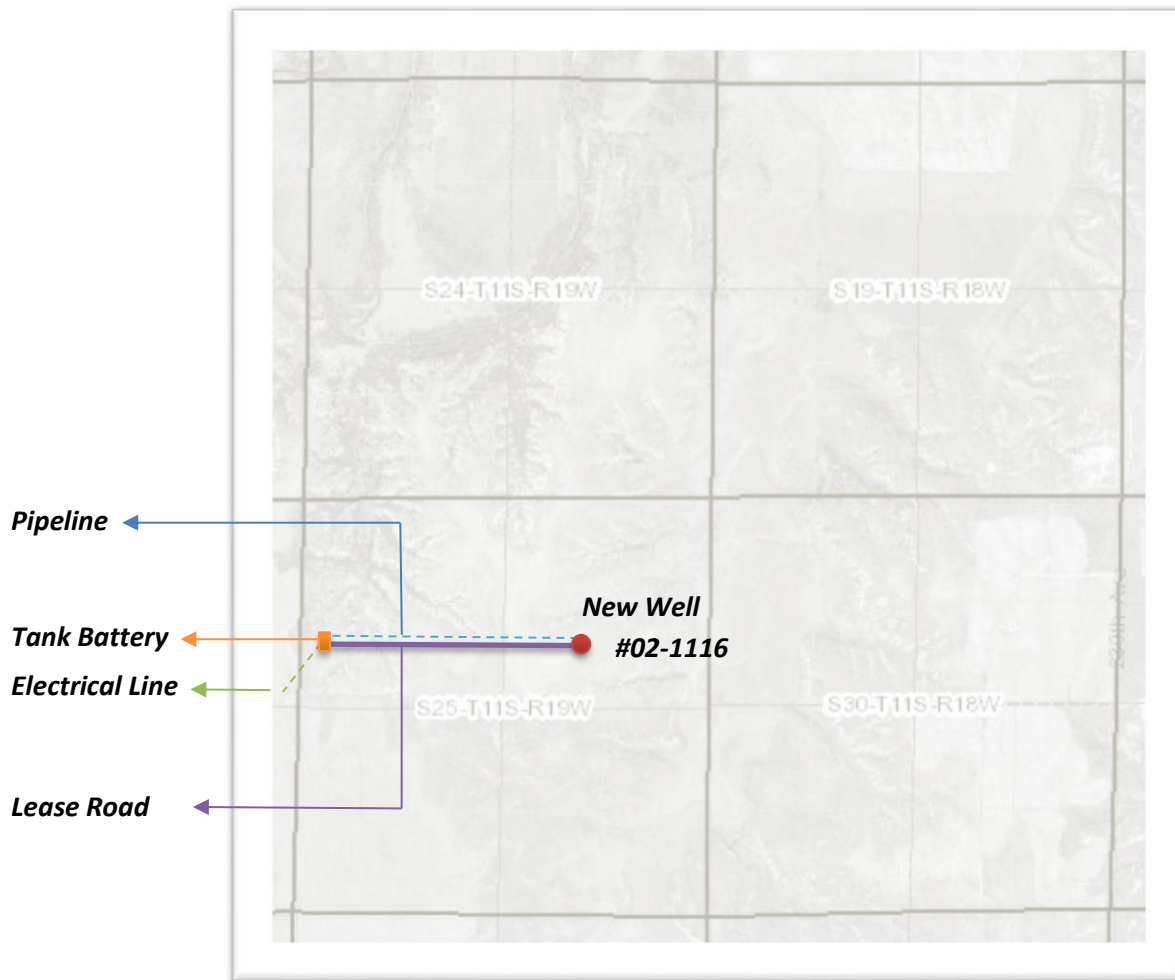 S24-T11S-R19W
S19-T11S-R18W
Pipeline
New Well
Tank Battery
#02-1116
Electrical Line
S25-T11S-R19W
S30-T11S-R18W
Lease Road